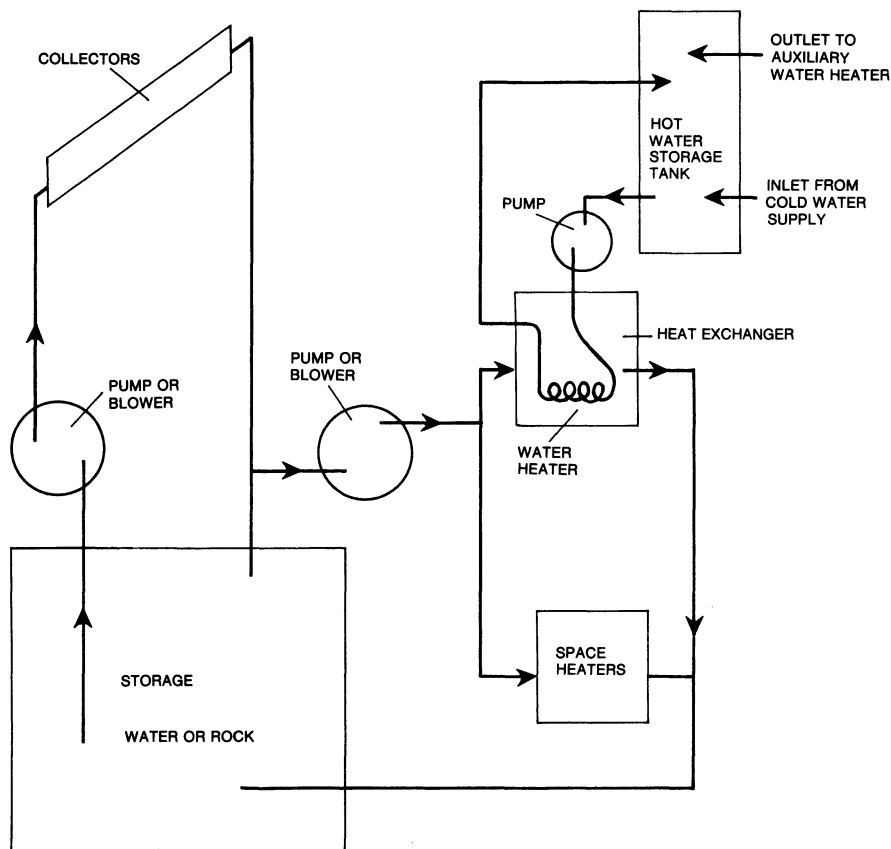 COLLECTORS
OUTLET TO
AUXILIARY
WATER HEATER
HOT
WATER
STORAGE
TANK
PUMP
INLET FROM
COLD WATER
SUPPLY
HEAT EXCHANGER
PUMP OR
BLOWER
PUMP OR
BLOWER
WATER
HEATER
SPACE
HEATERS
STORAGE
WATER OR ROCK